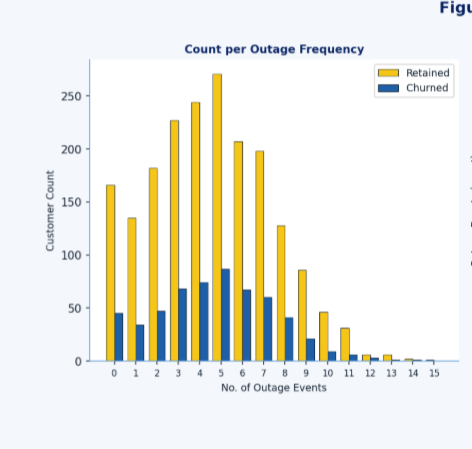 Figu
Count per Outage Frequency
Retained
Churned
250
200
150
100
50
0
Customer Count
0 1 2 3 4 5 6 7 8 9 10 11 12 13 14 15
No. of Outage Events